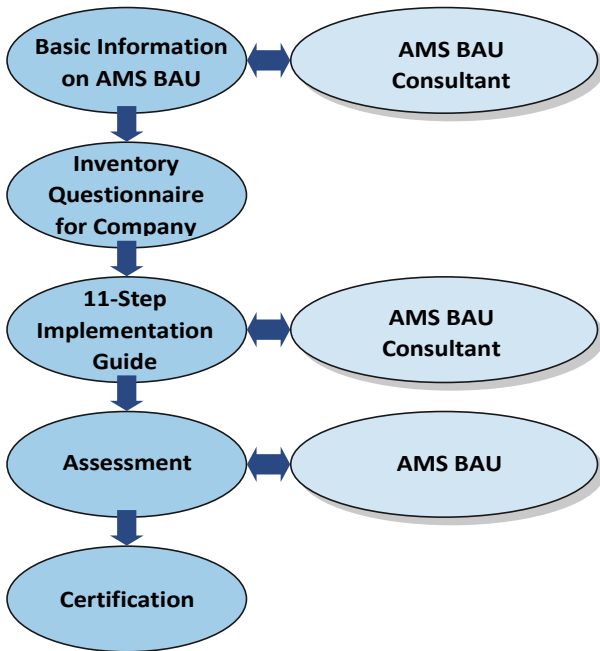 Basic Information
on AMS BAU
AMS BAU
Consultant
Inventory
Questionnaire
for Company
11-Step
Implementation
Guide
AMS BAU
Consultant
Assessment
AMS BAU
Certification